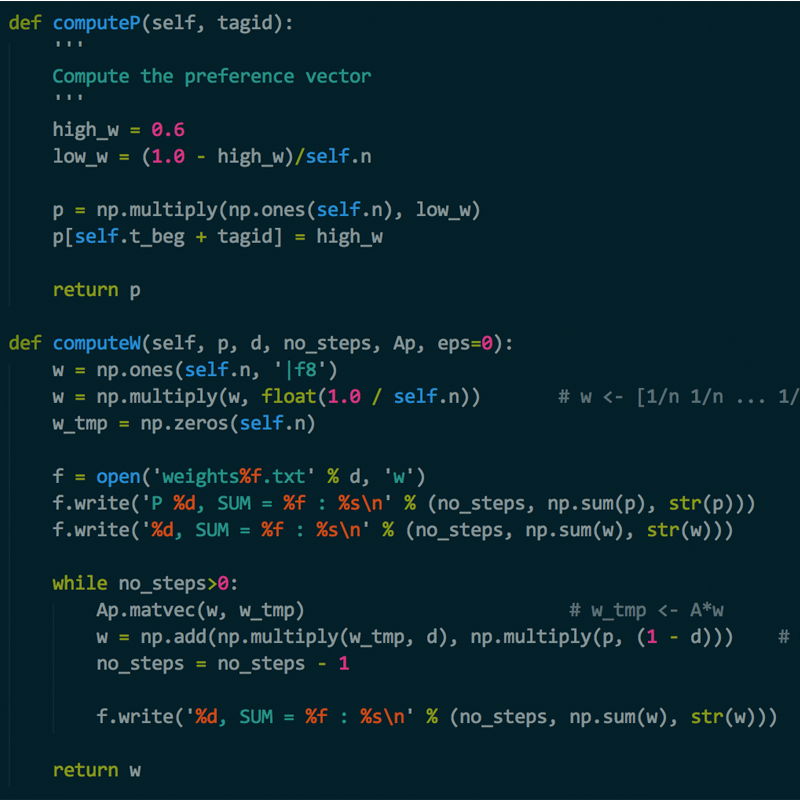 def computeP(self, tagid):
    '''
    Compute the preference vector
    '''
    high_w = 0.6
    low_w = (1.0 - high_w)/self.n

    p = np.multiply(np.ones(self.n), low_w)
    p[self.t_beg + tagid] = high_w

    return p

def computeW(self, p, d, no_steps, Ap, eps=0):
    w = np.ones(self.n, '|f8')
    w = np.multiply(w, float(1.0 / self.n))       # w <- [1/n 1/n ... 1/
    w_tmp = np.zeros(self.n)

    f = open('weights%f.txt' % d, 'w')
    f.write('P %d, SUM = %f : %s\n' % (no_steps, np.sum(p), str(p)))
    f.write('%d, SUM = %f : %s\n' % (no_steps, np.sum(w), str(w)))

    while no_steps>0:
        Ap.matvec(w, w_tmp)                        # w_tmp <- A*w
        w = np.add(np.multiply(w_tmp, d), np.multiply(p, (1 - d)))    #
        no_steps = no_steps - 1

        f.write('%d, SUM = %f : %s\n' % (no_steps, np.sum(w), str(w)))

    return w